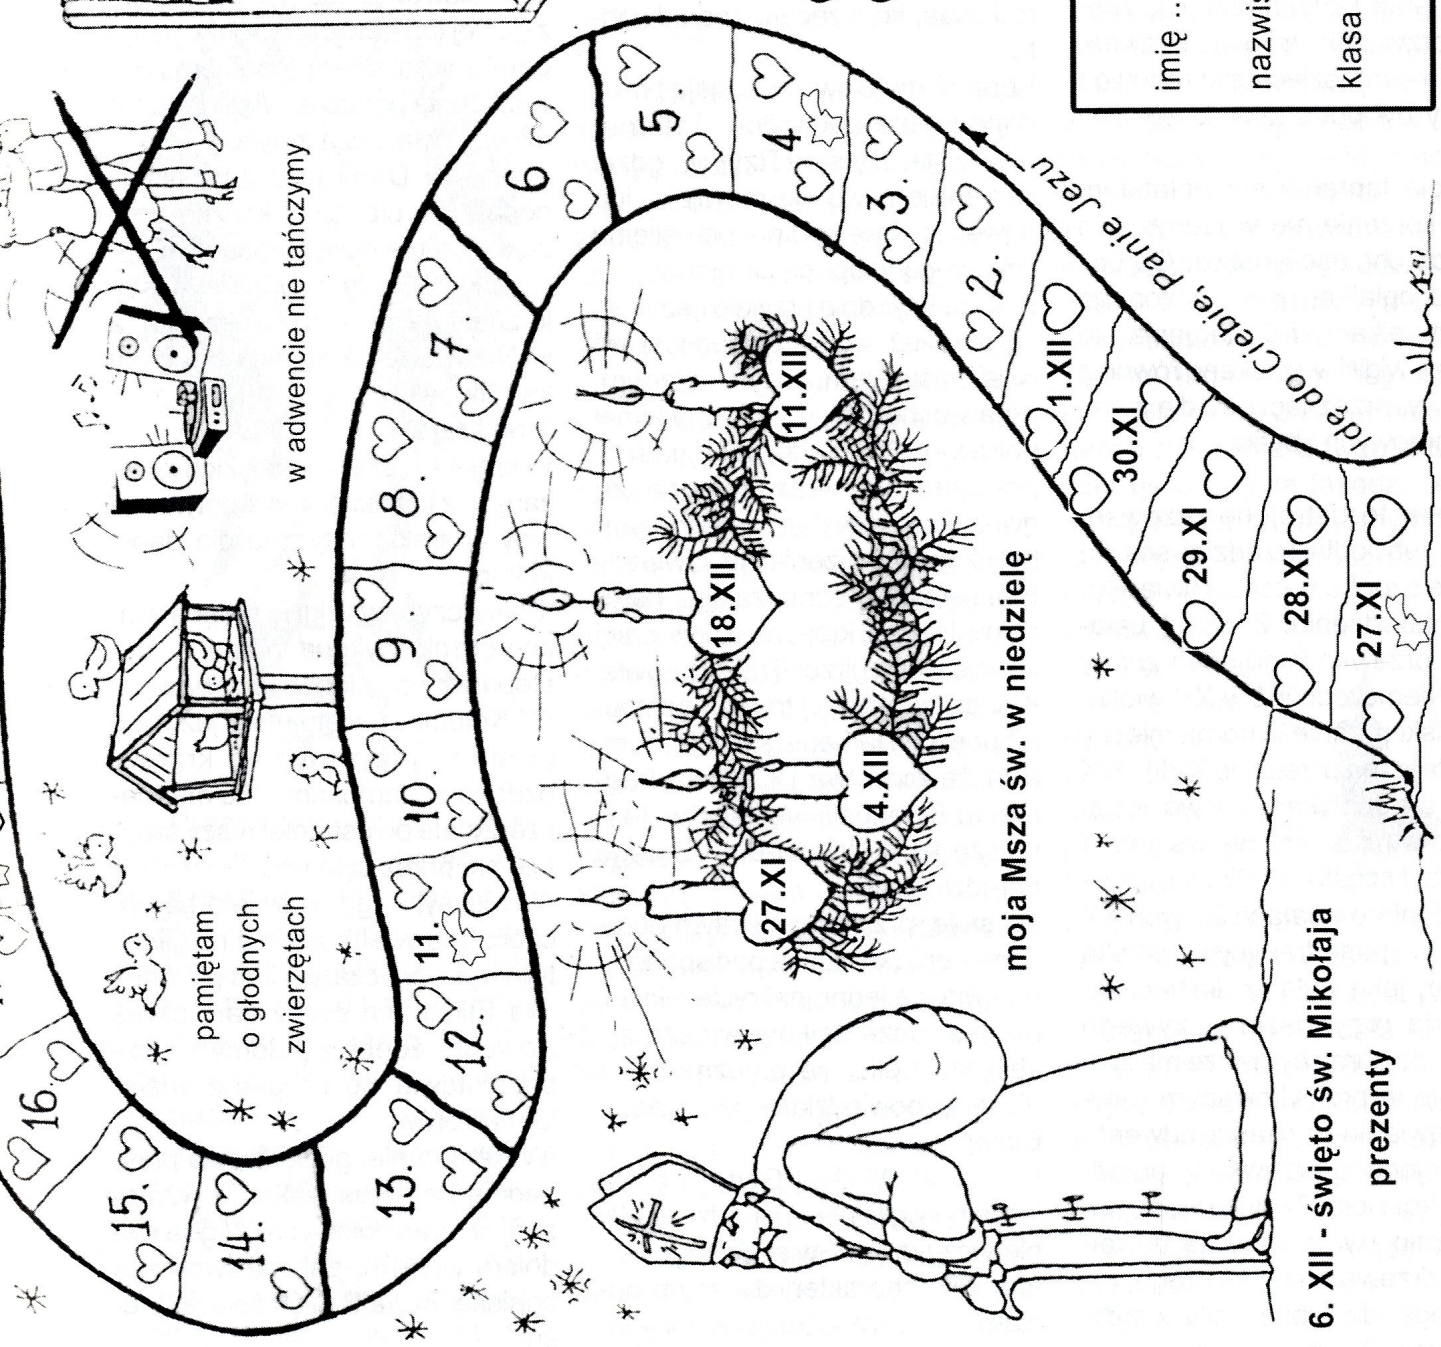 imię ..
nazwis
klasa
w adwencie nie tańczymy
pamiętam
o głodnych
zwierzętach
16.
15.
14.
13.
12.
11.
10.
9
8.
7.
6
5.
4
3.
2.
1.XII
30.XI
29.XI
28.XI
27.XI
Idę do Ciebie, Panie Jezu
11.XII
18.XII
4.XII
27.XI
moja Msza św. w niedzielę
6. XII - święto św. Mikołaja
prezenty